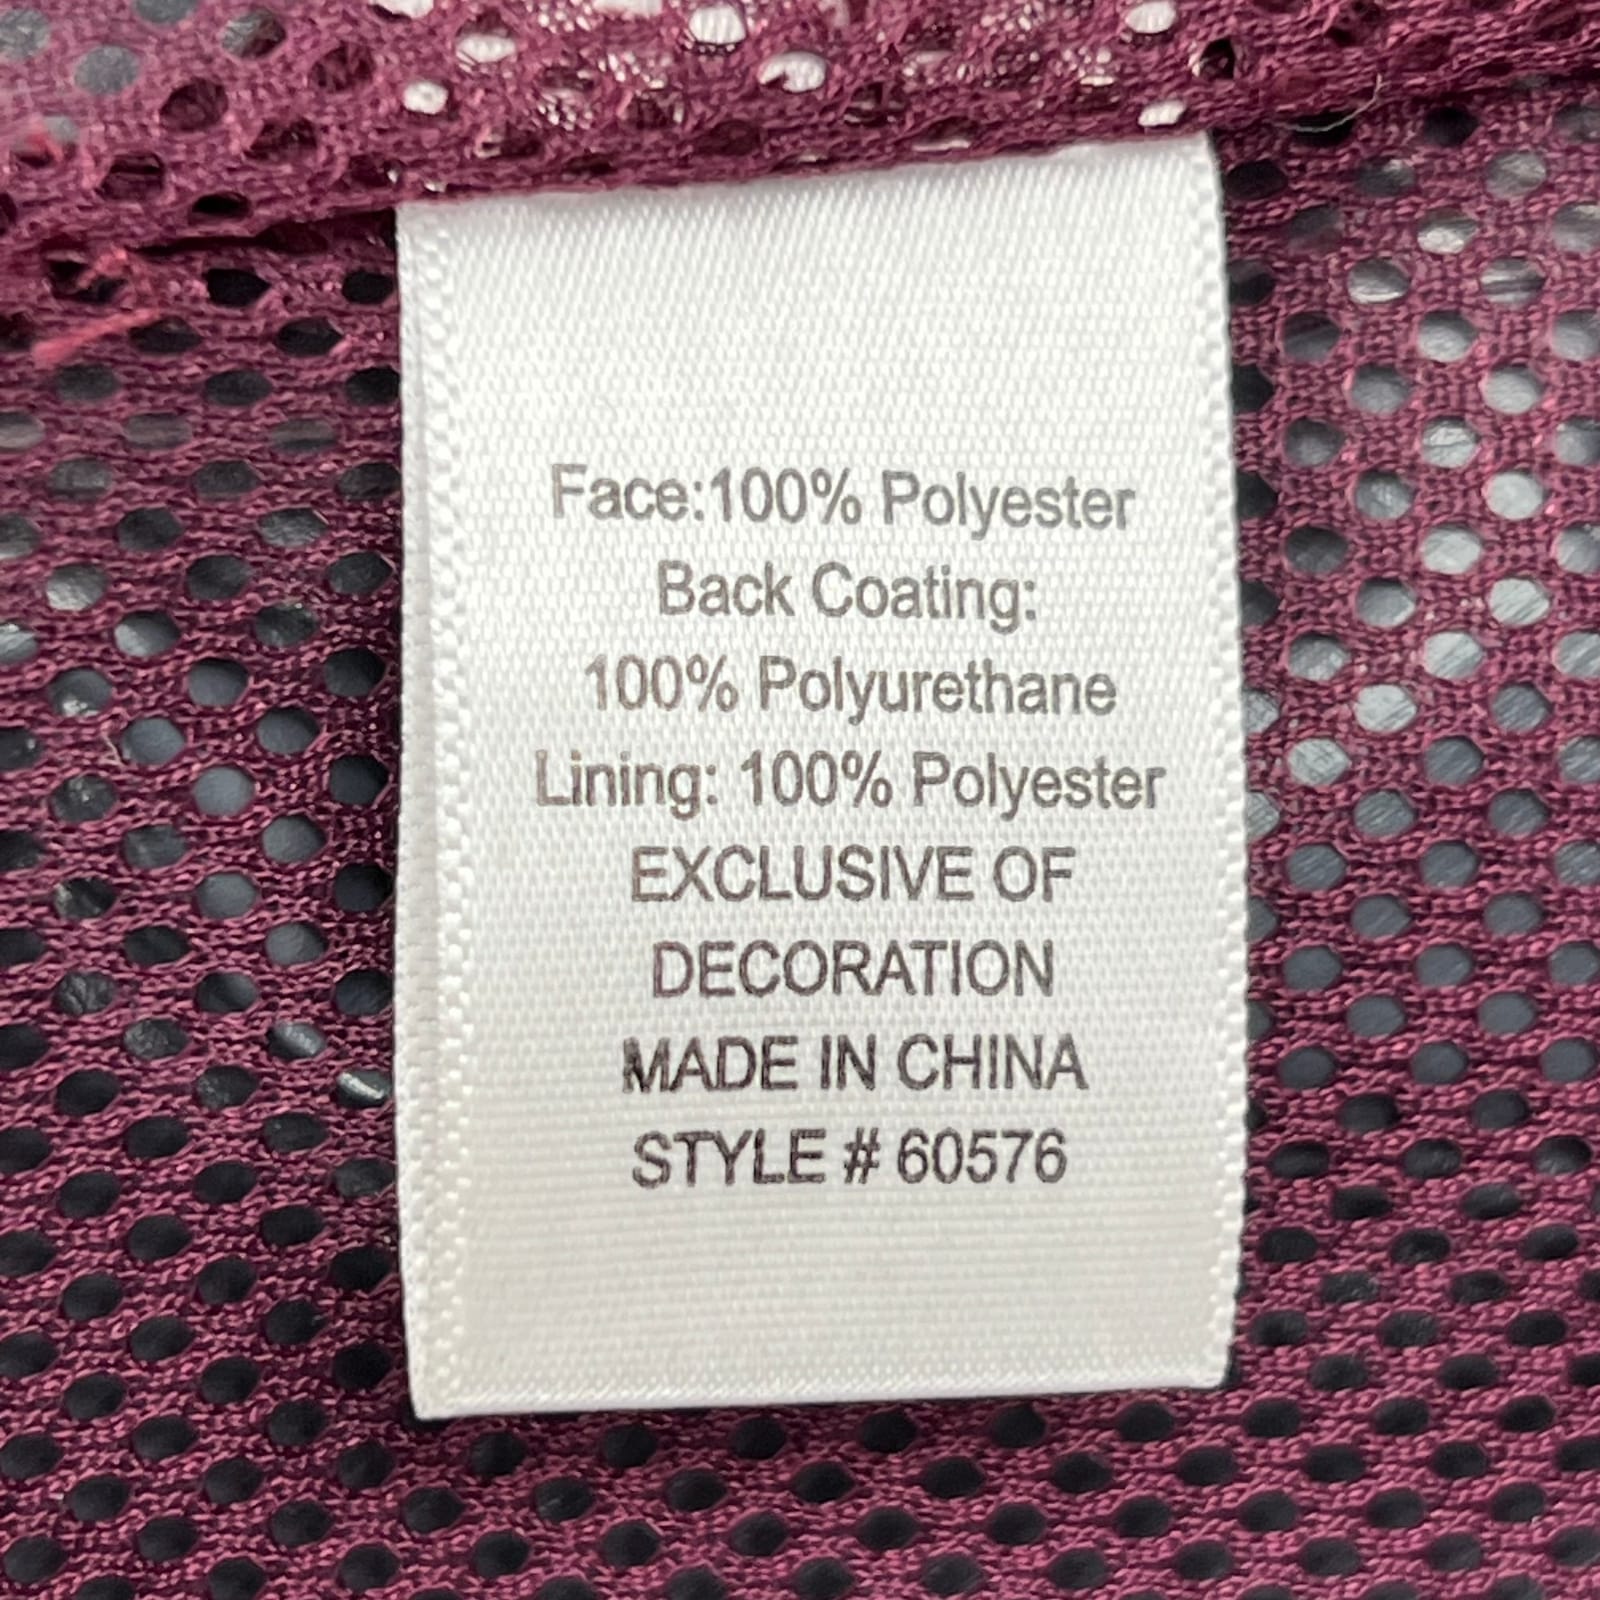 Face:100% Polyester
Back Coating:
100% Polyurethane
Lining: 100% Polyester
EXCLUSIVE OF
DECORATION
MADE IN CHINA
STYLE # 60576